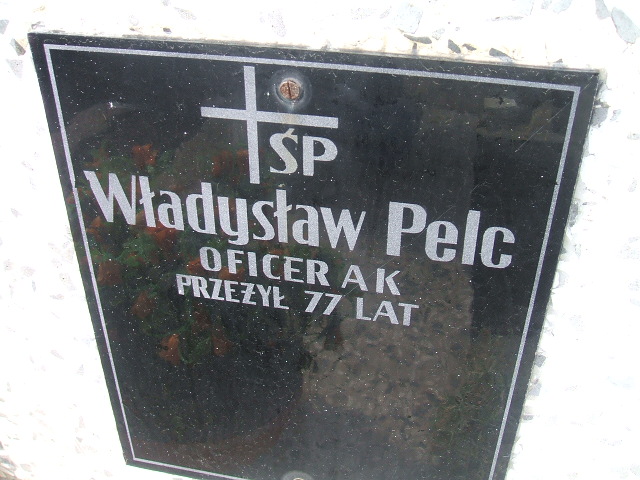 ŚP
Władysław Pelc
OFICER AK
PRZEŻYŁ 77 LAT